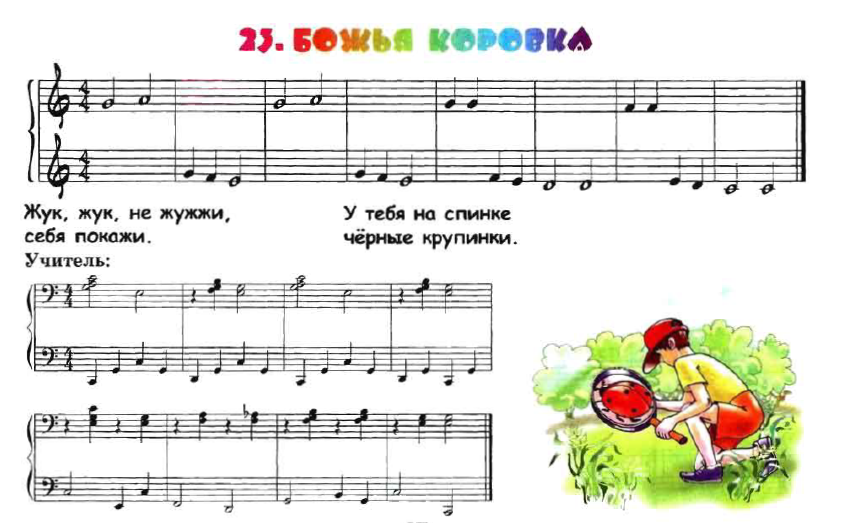 23. БОЖЬЯ КОРОВКА
Жук, жук, не жужжи,
себя покажи.
У тебя на спинке
чёрные крупинки.
Учитель: